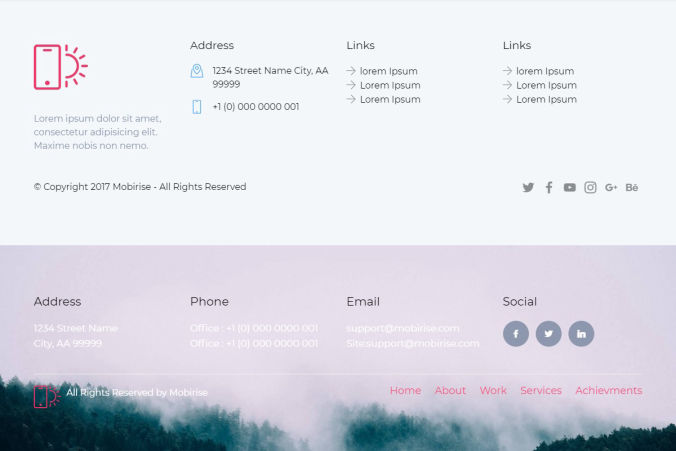 Address
1234 Street Name City, AA
99999
+1 (0) 000 0000 001
Links
lorem Ipsum
Lorem Ipsum
Lorem Ipsum
Links
lorem Ipsum
Lorem Ipsum
Lorem Ipsum
Lorem ipsum dolor sit amet,
consectetur adipisicing elit.
Maxime nobis non nemo.
© Copyright 2017 Mobirise - All Rights Reserved
G+
Bē
Address
1234 Street Name
City, AA 99999
Phone
Office : +1 (0) 000 0000 001
Office : +1 (0) 000 0000 001
Email
support@mobirise.com
Site:support@mobirise.com
Social
f
in
All Rights Reserved by Mobirise
Home About Work Services Achievments